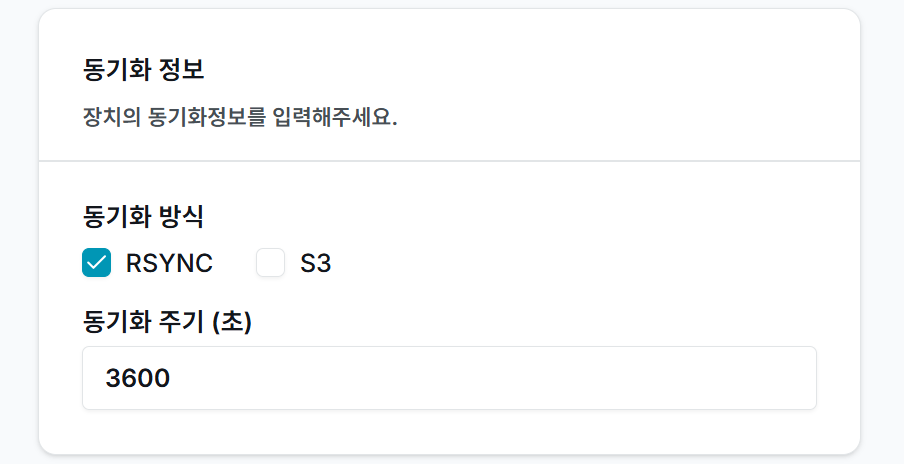 동기화 정보
장치의 동기화정보를 입력해주세요.
동기화 방식
RSYNC S3
동기화 주기 (초)
3600